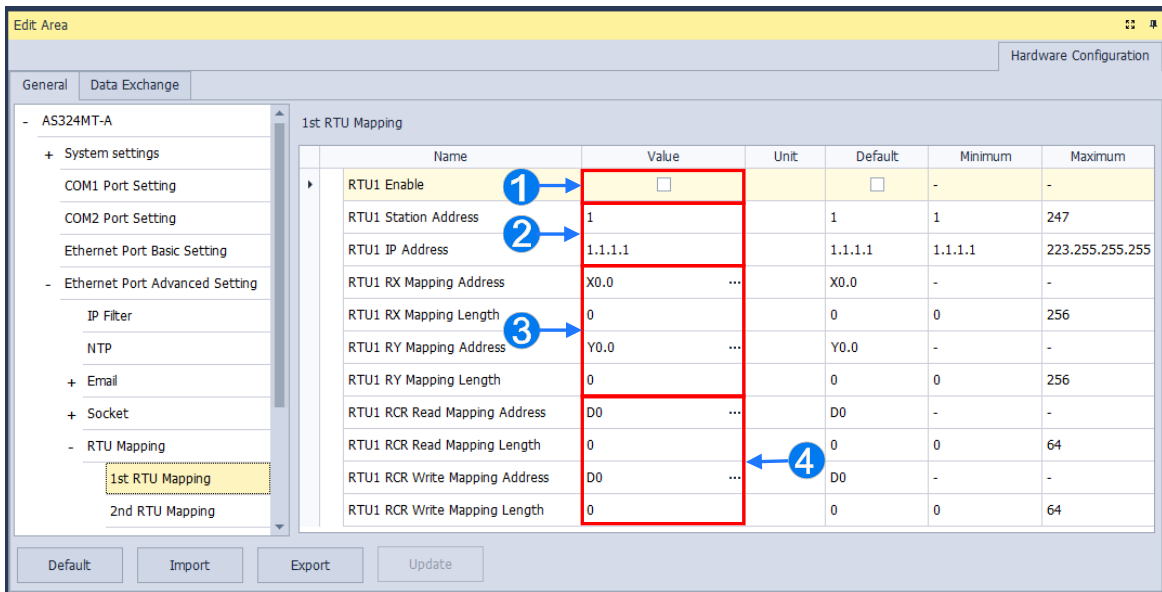 Edit Area
Hardware Configuration
General Data Exchange
- AS324MT-A
+ System settings
COM1 Port Setting
COM2 Port Setting
Ethernet Port Basic Setting
- Ethernet Port Advanced Setting
IP Filter
NTP
+ Email
+ Socket
- RTU Mapping
1st RTU Mapping
2nd RTU Mapping
1st RTU Mapping
Name Value Unit Default Minimum Maximum
RTU1 Enable 1 - -
RTU1 Station Address 1 1 1 247
2
RTU1 IP Address 1.1.1.1 1.1.1.1 1.1.1.1 223.255.255.255
RTU1 RX Mapping Address X0.0 ... X0.0 - -
RTU1 RX Mapping Length 0 0 0 256
3
RTU1 RY Mapping Address Y0.0 ... Y0.0 - -
RTU1 RY Mapping Length 0 0 0 256
RTU1 RCR Read Mapping Address D0 ... D0 - -
RTU1 RCR Read Mapping Length 0 0 0 64
4
RTU1 RCR Write Mapping Address D0 ... D0 - -
RTU1 RCR Write Mapping Length 0 0 0 64
Default Import Export Update